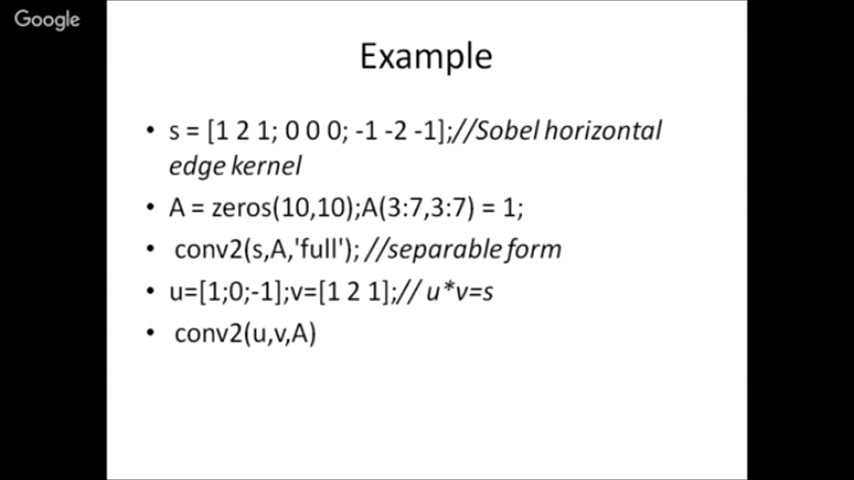 Google
Example
• s = [1 2 1; 0 0 0; -1 -2 -1];//Sobel horizontal
edge kernel
• A = zeros(10,10);A(3:7,3:7) = 1;
• conv2(s,A,'full'); //separable form
• u=[1;0;-1];v=[1 2 1];// u*v=s
• conv2(u,v,A)